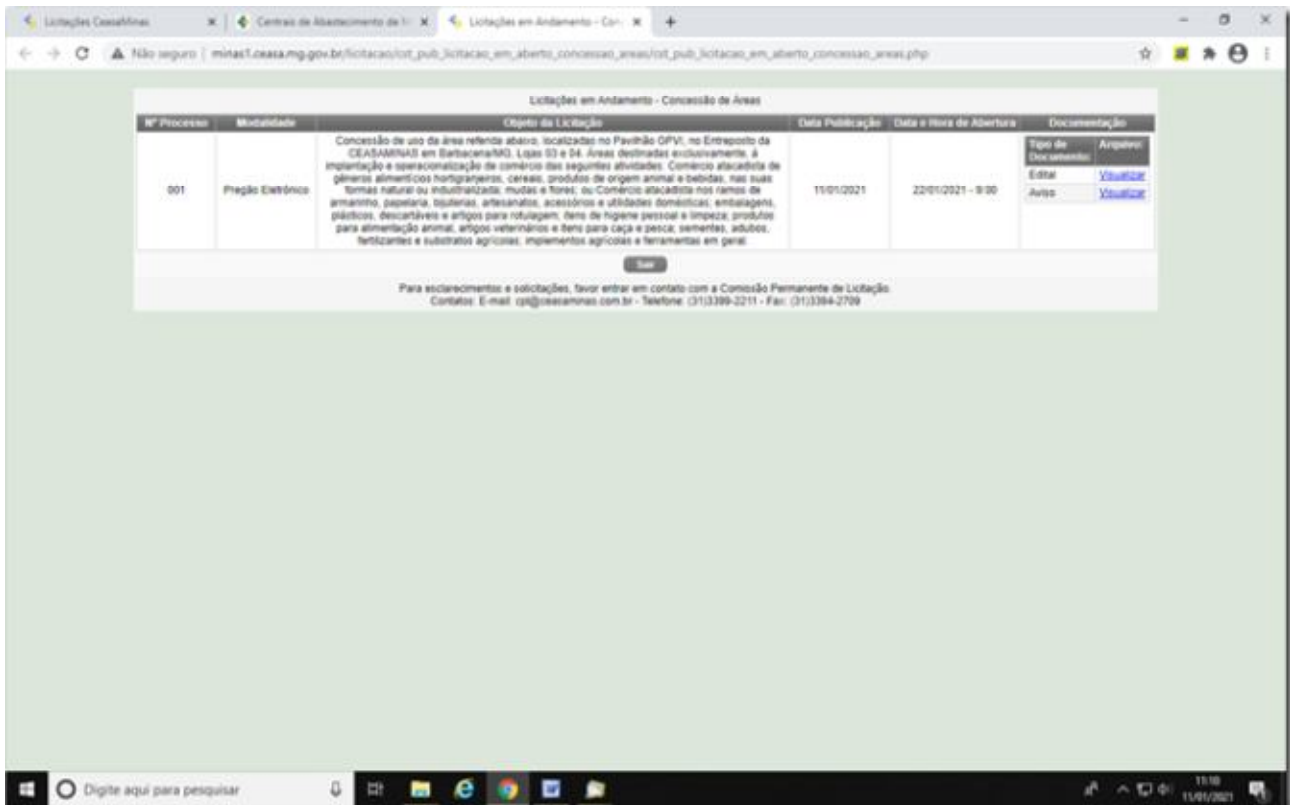 Licitações CeasaMinas
Centrais de Abastecimento de
Licitações em Andamento - Con
Não seguro | minas1.ceasa.mg.gov.br/licitacao/cst_pub_licitacao_em_aberto_concessao_areas/cst_pub_licitacao_em_aberto_concessao_areas.php
Licitações em Andamento - Concessão de Áreas
Nº Processo Modalidade Objeto da Licitação Data Publicação Data e Hora de Abertura Documentação
Concessão de uso da área referida abaixo, localizadas no Pavilhão GPVI, no Entreposto da
CEASAMINAS em Barbacena/MG, Lojas 03 e 04. Áreas destinadas exclusivamente, à
implantação e operacionalização de comércio das seguintes atividades: Comércio atacadista de
gêneros alimentícios hortigranjeiros, cereais, produtos de origem animal e bebidas, nas suas
formas natural ou industrializada; mudas e flores; ou Comércio atacadista nos ramos de
armarinho, papelaria, bijuterias, artesanatos, acessórios e utilidades domésticas; embalagens,
plásticos, descartáveis e artigos para rotulagem; itens de higiene pessoal e limpeza; produtos
para alimentação animal, artigos veterinários e itens para caça e pesca; sementes, adubos,
fertilizantes e substratos agrícolas; implementos agrícolas e ferramentas em geral.
001 Pregão Eletrônico 11/01/2021 22/01/2021 - 9:00
Tipo de Documento: Arquivo:
Edital Visualizar
Aviso Visualizar
Sair
Para esclarecimentos e solicitações, favor entrar em contato com a Comissão Permanente de Licitação
Contatos: E-mail: cpl@ceasaminas.com.br - Telefone: (31)3399-2211 - Fax: (31)3394-2709
Digite aqui para pesquisar
11:10
11/01/2021